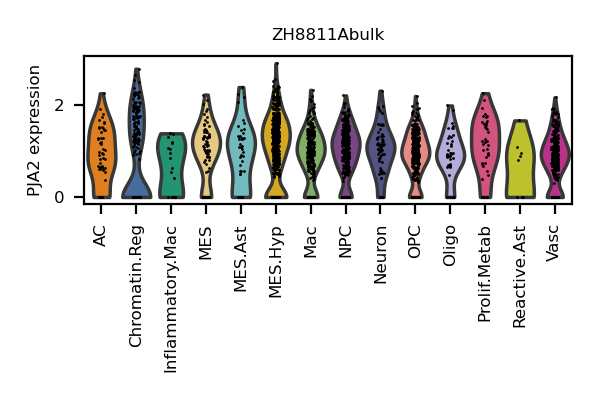 ZH8811Abulk
PJA2 expression
2
0
AC
Chromatin.Reg
Inflammatory.Mac
MES
MES.Ast
MES.Hyp
Mac
NPC
Neuron
OPC
Oligo
Prolif.Metab
Reactive.Ast
Vasc